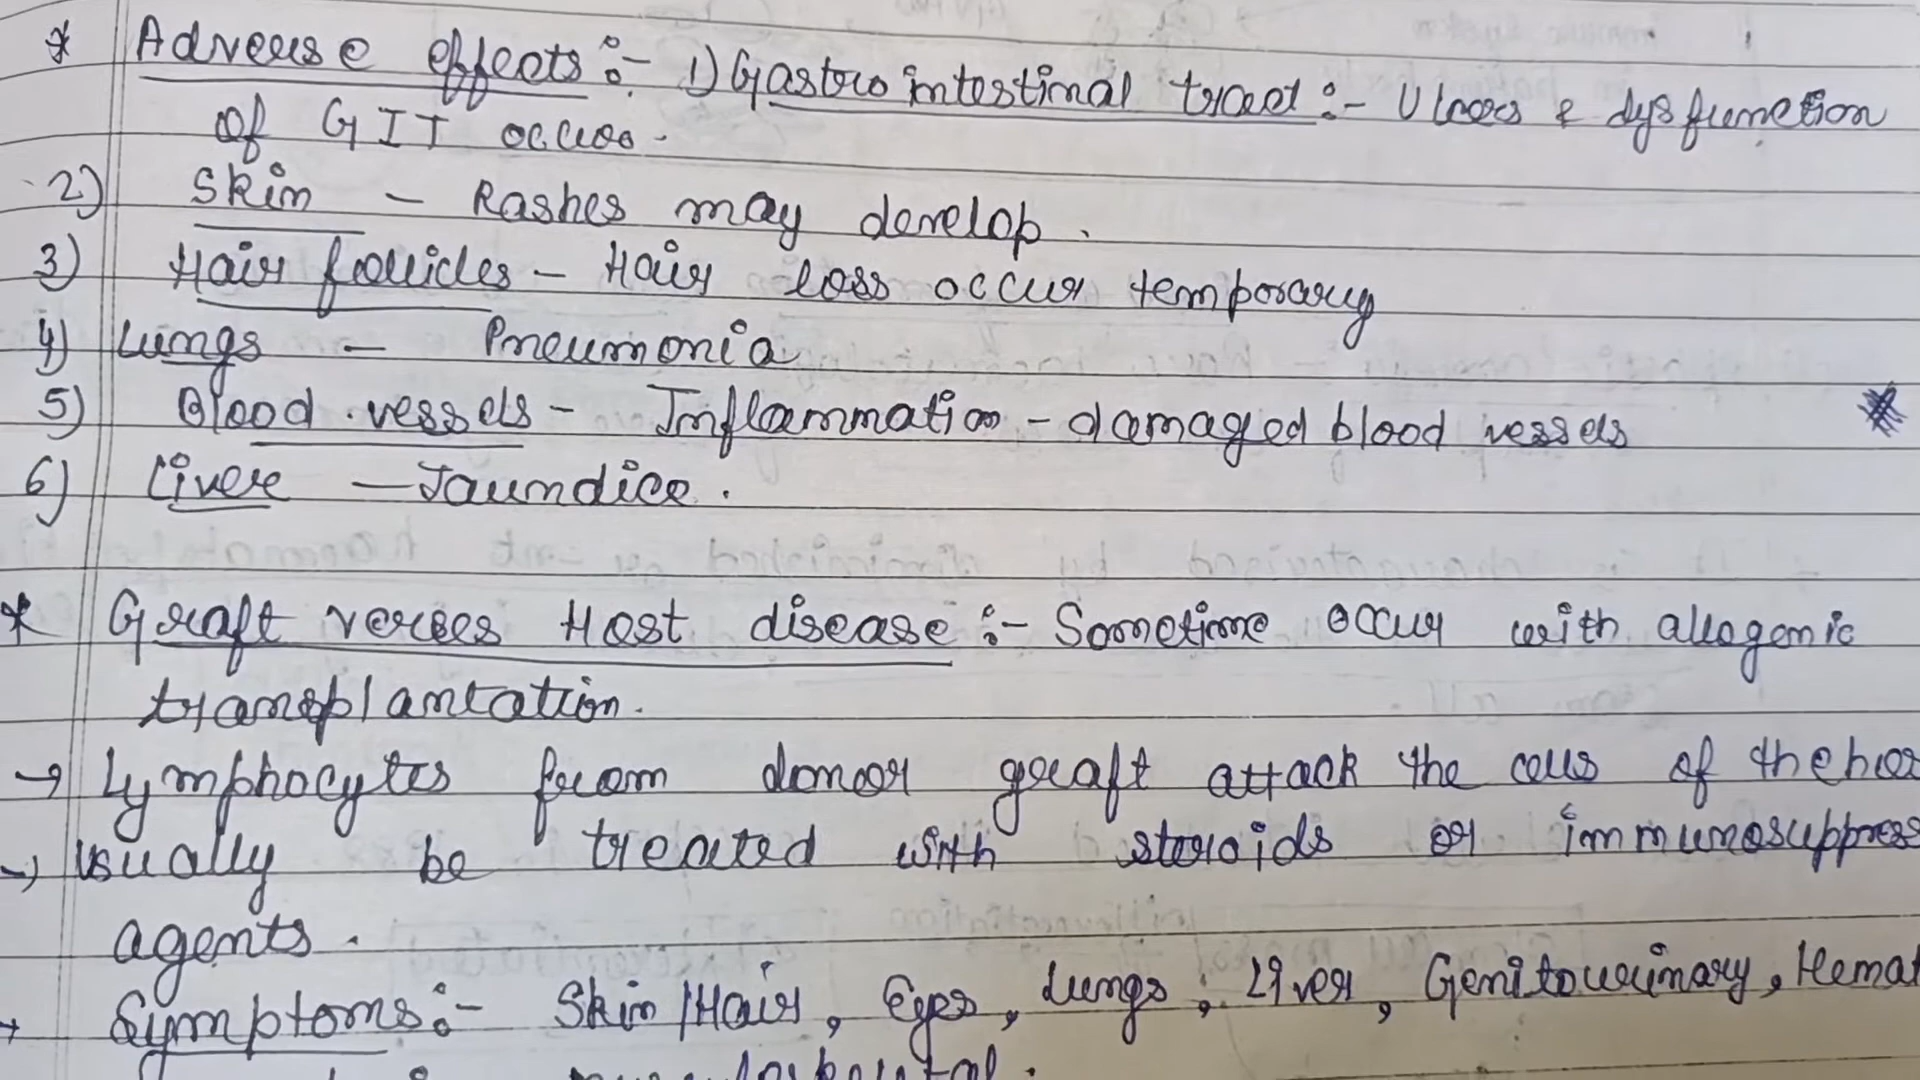 * Adverse effects :- 1) Gastrointestinal tract :- Ulcers & dysfunction
of GIT occurs.
2) Skin - Rashes may develop.
3) Hair follicles - Hair loss occur temporary
4) Lungs - Pneumonia
5) Blood vessels - Inflammation - damaged blood vessels
6) Liver - Jaundice.
* Graft verses Host disease :- Sometime occur with allogenic
transplantation.
→ Lymphocytes from donor graft attack the cells of the hos
→ Usually be treated with steroids or immunosuppress
agents.
→ Symptoms :- Skin/Hair, Eyes, Lungs, Liver, Genitourinary, Hemat